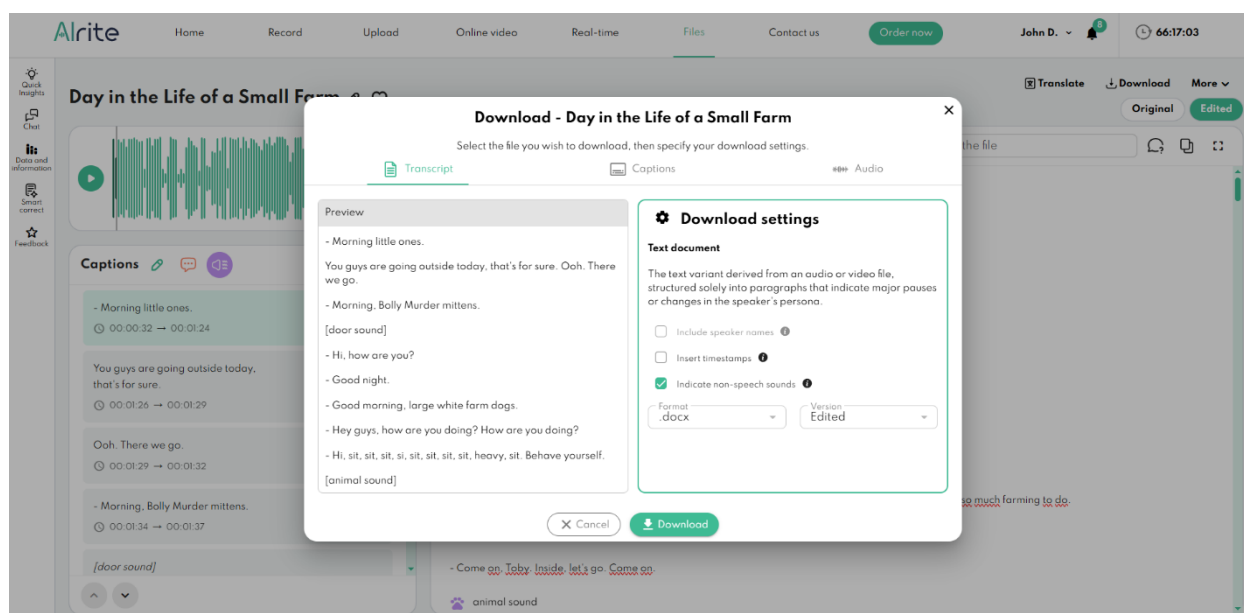 Alrite
Home Record Upload Online video Real-time Files Contact us Order now John D. 8 66:17:03
Quick
Insights
Chat
Data and
information
Smart
correct
Feedback
Translate Download More
Original Edited
the file
Captions
- Morning little ones.
00:00:32 → 00:01:24
You guys are going outside today,
that's for sure.
00:01:26 → 00:01:29
Ooh. There we go.
00:01:29 → 00:01:32
- Morning, Bolly Murder mittens.
00:01:34 → 00:01:37
[door sound]
Day in the Life of a Small Farm
Download - Day in the Life of a Small Farm
Select the file you wish to download, then specify your download settings.
Transcript Captions Audio
Preview
- Morning little ones.
You guys are going outside today, that's for sure. Ooh. There
we go.
- Morning, Bolly Murder mittens.
[door sound]
- Hi, how are you?
- Good night.
- Good morning, large white farm dogs.
- Hey guys, how are you doing? How are you doing?
- Hi, sit, sit, sit, si, sit, sit, sit, sit, heavy, sit. Behave yourself.
[animal sound]
Download settings
Text document
The text variant derived from an audio or video file,
structured solely into paragraphs that indicate major pauses
or changes in the speaker's persona.
Include speaker names
Insert timestamps
Indicate non-speech sounds
Format
.docx
Version
Edited
Cancel Download
so much farming to do.
- Come on, Toby. Inside, let's go. Come on.
animal sound